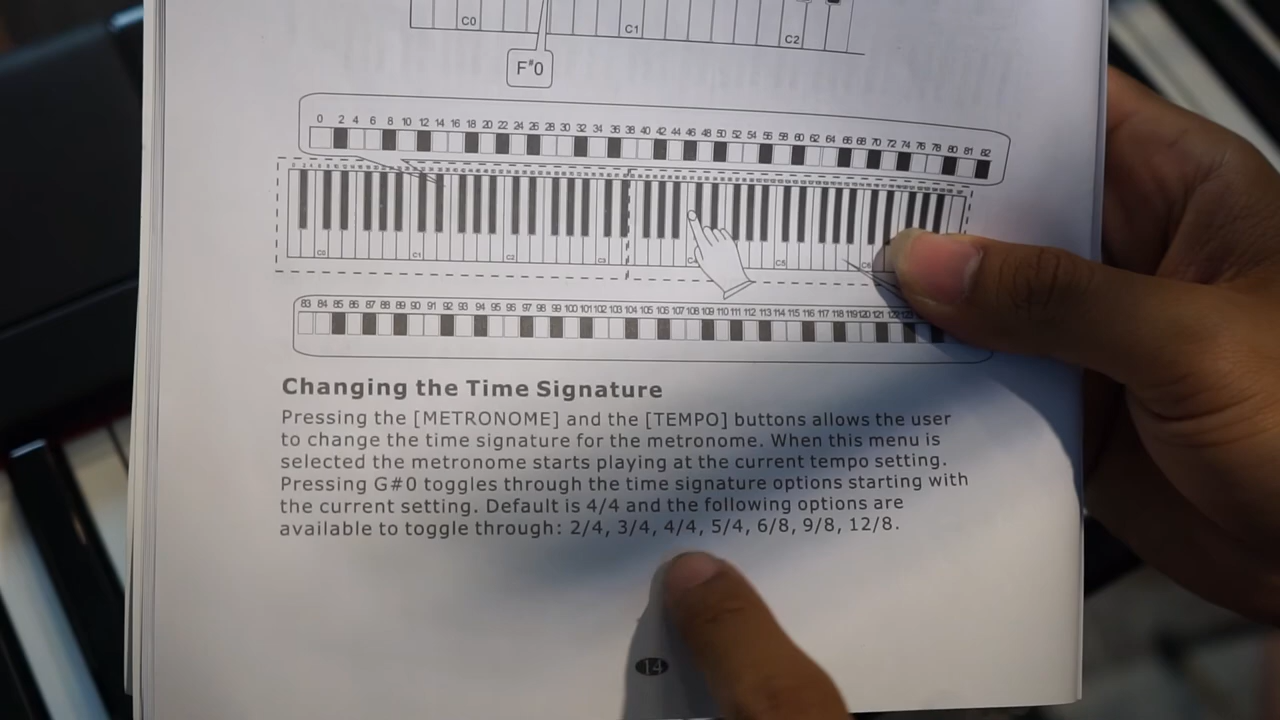 C0 C1 C2
F#0
0 2 4 6 8 10 12 14 16 18 20 22 24 26 28 30 32 34 36 38 40 42 44 46 48 50 52 54 56 58 60 62 64 66 68 70 72 74 76 78 80 81 82
C0 C1 C2 C3 C5
83 84 85 86 87 88 89 90 91 92 93 94 95 96 97 98 99 100 101 102 103 104 105 106 107 108 109 110 111 112 113 114 115 116 117 118 119 120 121
Changing the Time Signature
Pressing the [METRONOME] and the [TEMPO] buttons allows the user
to change the time signature for the metronome. When this menu is
selected the metronome starts playing at the current tempo setting.
Pressing G#0 toggles through the time signature options starting with
the current setting. Default is 4/4 and the following options are
available to toggle through: 2/4, 3/4, 4/4, 5/4, 6/8, 9/8, 12/8.
14